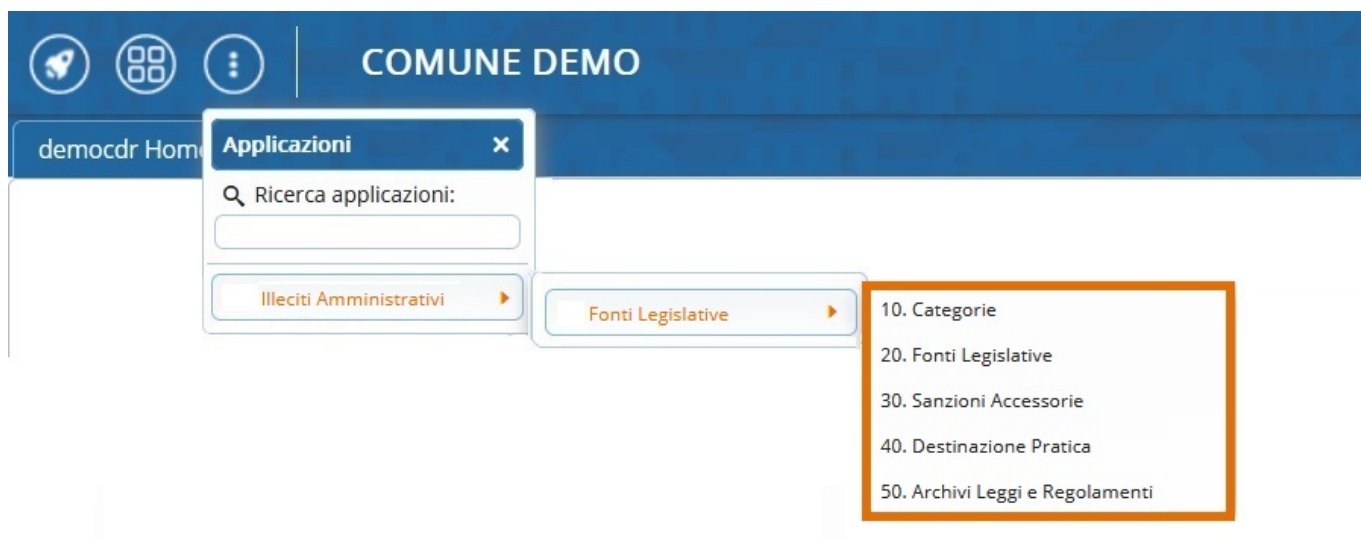 COMUNE DEMO
democdr Home
Applicazioni ×
Ricerca applicazioni:
Illeciti Amministrativi
Fonti Legislative
10. Categorie
20. Fonti Legislative
30. Sanzioni Accessorie
40. Destinazione Pratica
50. Archivi Leggi e Regolamenti